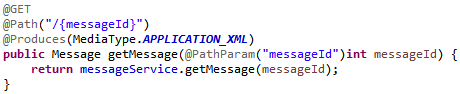 @GET
@Path("/{messageId}")
@Produces(MediaType.APPLICATION_XML)
public Message getMessage(@PathParam("messageId")int messageId) {
    return messageService.getMessage(messageId);
}